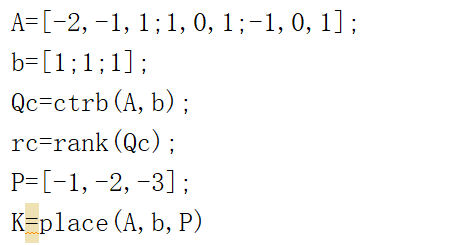 A=[-2,-1,1;1,0,1;-1,0,1];
b=[1;1;1];
Qc=ctrb(A,b);
rc=rank(Qc);
P=[-1,-2,-3];
K=place(A,b,P)